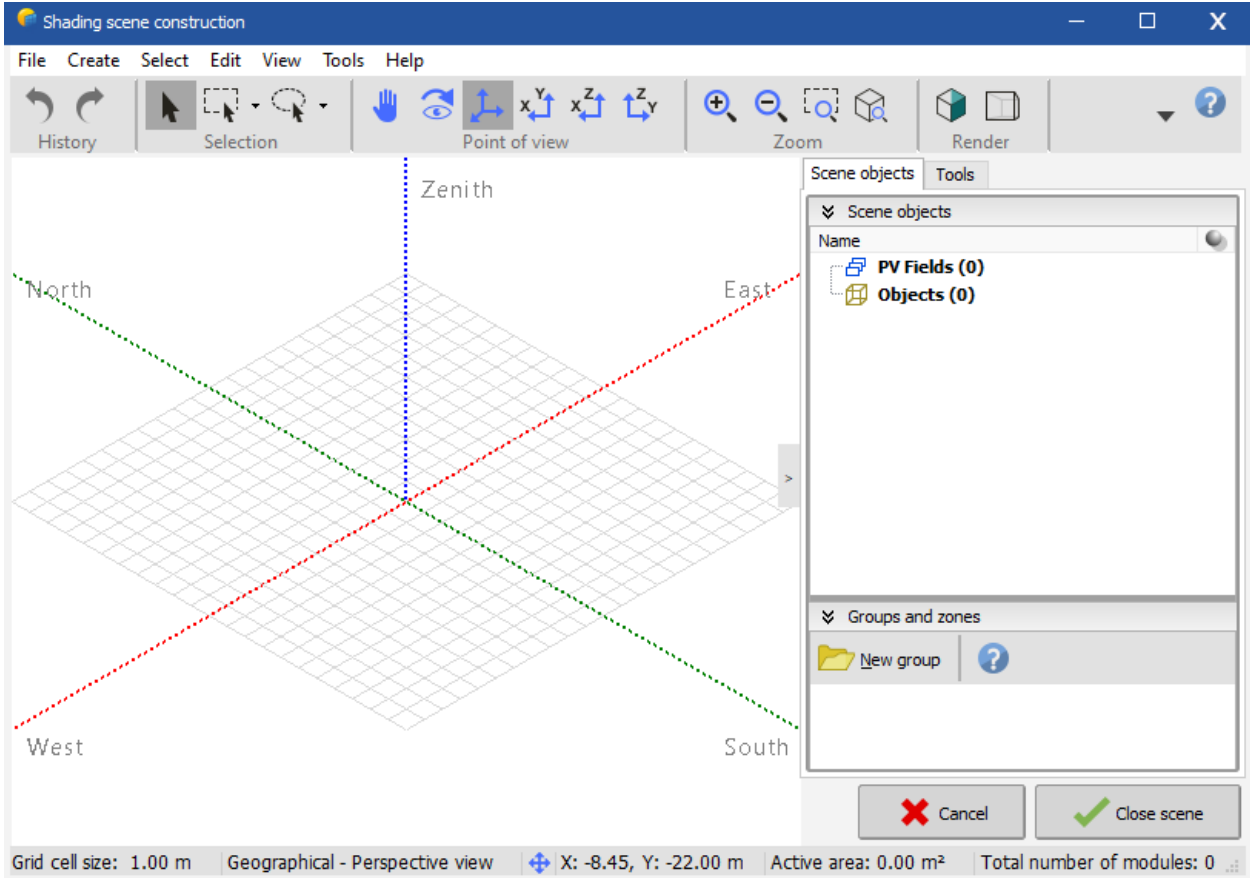 Shading scene construction
File Create Select Edit View Tools Help
X Y X Z Z Y
History Selection Point of view Zoom Render
Scene objects Tools
Zenith
Scene objects
Name
PV Fields (0)
North East
Objects (0)
>
Groups and zones
New group
West South
Cancel Close scene
Grid cell size: 1.00 m Geographical - Perspective view X: -8.45, Y: -22.00 m Active area: 0.00 m² Total number of modules: 0